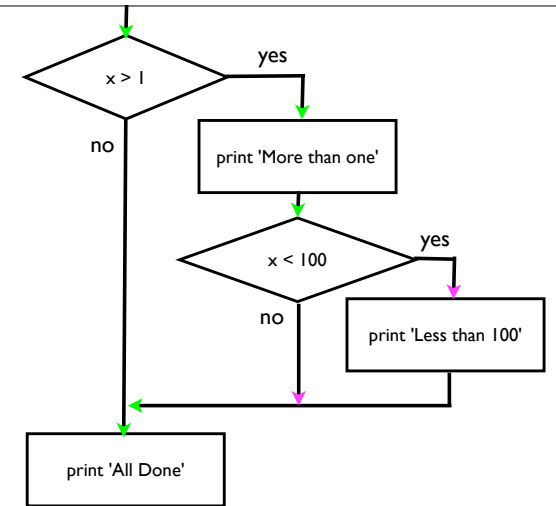 yes
x > 1
no
print 'More than one'
yes
x < 100
no
print 'Less than 100'
print 'All Done'